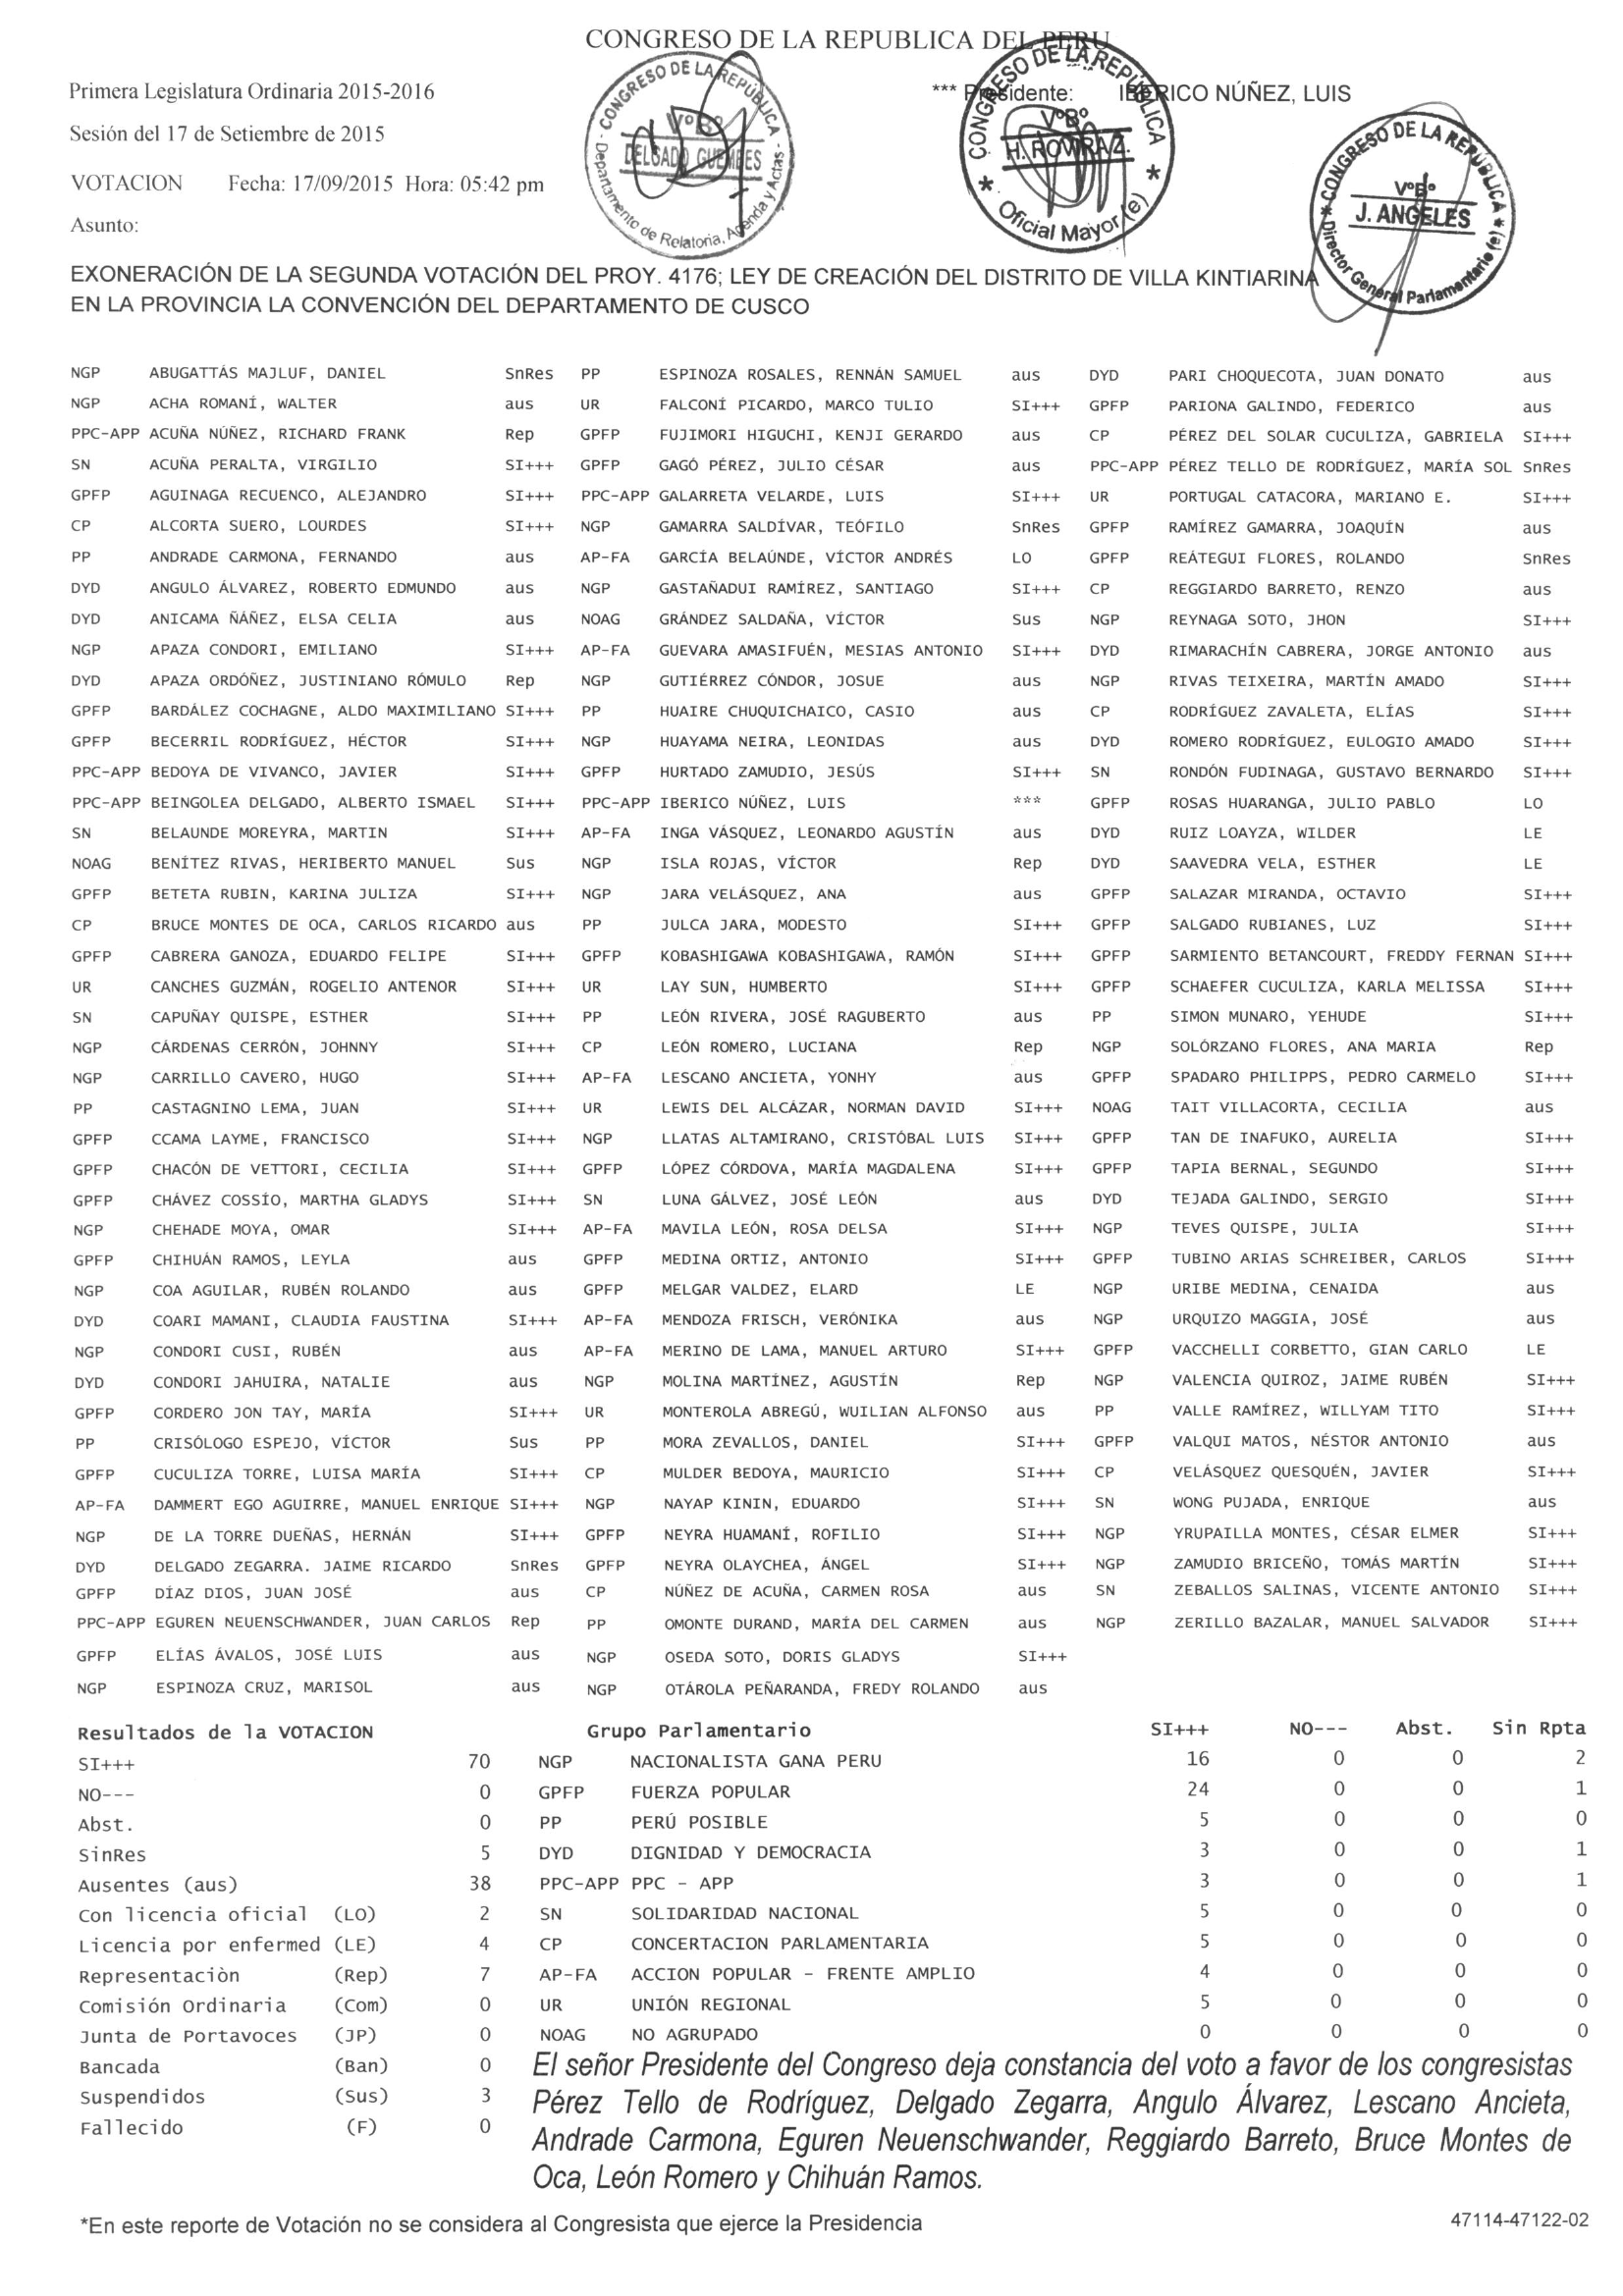 CONGRESO DE LA REPUBLICA DEL PERU
Primera Legislatura Ordinaria 2015-2016
*** Presidente: IBERICO NÚÑEZ, LUIS
Sesión del 17 de Setiembre de 2015
VOTACION Fecha: 17/09/2015 Hora: 05:42 pm
Asunto:
CONGRESO DE LA REPÚBLICA
VºBº
DELGADO GUEMBES
Departamento de Relatoria, Agenda y Actas
CONGRESO DE LA REPÚBLICA
VºBº
H. ROVIRA Z.
Oficial Mayor (e)
CONGRESO DE LA REPÚBLICA
VºBº
J. ANGELES
Director General Parlamentario (e)
EXONERACIÓN DE LA SEGUNDA VOTACIÓN DEL PROY. 4176; LEY DE CREACIÓN DEL DISTRITO DE VILLA KINTIARINA
EN LA PROVINCIA LA CONVENCIÓN DEL DEPARTAMENTO DE CUSCO
NGP ABUGATTÁS MAJLUF, DANIEL SnRes PP ESPINOZA ROSALES, RENNÁN SAMUEL aus DYD PARI CHOQUECOTA, JUAN DONATO aus
NGP ACHA ROMANÍ, WALTER aus UR FALCONÍ PICARDO, MARCO TULIO SI+++ GPFP PARIONA GALINDO, FEDERICO aus
PPC-APP ACUÑA NÚÑEZ, RICHARD FRANK Rep GPFP FUJIMORI HIGUCHI, KENJI GERARDO aus CP PÉREZ DEL SOLAR CUCULIZA, GABRIELA SI+++
SN ACUÑA PERALTA, VIRGILIO SI+++ GPFP GAGÓ PÉREZ, JULIO CÉSAR aus PPC-APP PÉREZ TELLO DE RODRÍGUEZ, MARÍA SOL SnRes
GPFP AGUINAGA RECUENCO, ALEJANDRO SI+++ PPC-APP GALARRETA VELARDE, LUIS SI+++ UR PORTUGAL CATACORA, MARIANO E. SI+++
CP ALCORTA SUERO, LOURDES SI+++ NGP GAMARRA SALDÍVAR, TEÓFILO SnRes GPFP RAMÍREZ GAMARRA, JOAQUÍN aus
PP ANDRADE CARMONA, FERNANDO aus AP-FA GARCÍA BELAÚNDE, VÍCTOR ANDRÉS LO GPFP REÁTEGUI FLORES, ROLANDO SnRes
DYD ANGULO ÁLVAREZ, ROBERTO EDMUNDO aus NGP GASTAÑADUI RAMÍREZ, SANTIAGO SI+++ CP REGGIARDO BARRETO, RENZO aus
DYD ANICAMA ÑÁÑEZ, ELSA CELIA aus NOAG GRÁNDEZ SALDAÑA, VÍCTOR Sus NGP REYNAGA SOTO, JHON SI+++
NGP APAZA CONDORI, EMILIANO SI+++ AP-FA GUEVARA AMASIFUÉN, MESIAS ANTONIO SI+++ DYD RIMARACHÍN CABRERA, JORGE ANTONIO aus
DYD APAZA ORDÓÑEZ, JUSTINIANO RÓMULO Rep NGP GUTIÉRREZ CÓNDOR, JOSUE aus NGP RIVAS TEIXEIRA, MARTÍN AMADO SI+++
GPFP BARDÁLEZ COCHAGNE, ALDO MAXIMILIANO SI+++ PP HUAIRE CHUQUICHAICO, CASIO aus CP RODRÍGUEZ ZAVALETA, ELÍAS SI+++
GPFP BECERRIL RODRÍGUEZ, HÉCTOR SI+++ NGP HUAYAMA NEIRA, LEONIDAS aus DYD ROMERO RODRÍGUEZ, EULOGIO AMADO SI+++
PPC-APP BEDOYA DE VIVANCO, JAVIER SI+++ GPFP HURTADO ZAMUDIO, JESÚS SI+++ SN RONDÓN FUDINAGA, GUSTAVO BERNARDO SI+++
PPC-APP BEINGOLEA DELGADO, ALBERTO ISMAEL SI+++ PPC-APP IBERICO NÚÑEZ, LUIS *** GPFP ROSAS HUARANGA, JULIO PABLO LO
SN BELAUNDE MOREYRA, MARTIN SI+++ AP-FA INGA VÁSQUEZ, LEONARDO AGUSTÍN aus DYD RUIZ LOAYZA, WILDER LE
NOAG BENÍTEZ RIVAS, HERIBERTO MANUEL Sus NGP ISLA ROJAS, VÍCTOR Rep DYD SAAVEDRA VELA, ESTHER LE
GPFP BETETA RUBIN, KARINA JULIZA SI+++ NGP JARA VELÁSQUEZ, ANA aus GPFP SALAZAR MIRANDA, OCTAVIO SI+++
CP BRUCE MONTES DE OCA, CARLOS RICARDO aus PP JULCA JARA, MODESTO SI+++ GPFP SALGADO RUBIANES, LUZ SI+++
GPFP CABRERA GANOZA, EDUARDO FELIPE SI+++ GPFP KOBASHIGAWA KOBASHIGAWA, RAMÓN SI+++ GPFP SARMIENTO BETANCOURT, FREDDY FERNAN SI+++
UR CANCHES GUZMÁN, ROGELIO ANTENOR SI+++ UR LAY SUN, HUMBERTO SI+++ GPFP SCHAEFER CUCULIZA, KARLA MELISSA SI+++
SN CAPUÑAY QUISPE, ESTHER SI+++ PP LEÓN RIVERA, JOSÉ RAGUBERTO aus PP SIMON MUNARO, YEHUDE SI+++
NGP CÁRDENAS CERRÓN, JOHNNY SI+++ CP LEÓN ROMERO, LUCIANA Rep NGP SOLÓRZANO FLORES, ANA MARIA Rep
NGP CARRILLO CAVERO, HUGO SI+++ AP-FA LESCANO ANCIETA, YONHY aus GPFP SPADARO PHILIPPS, PEDRO CARMELO SI+++
PP CASTAGNINO LEMA, JUAN SI+++ UR LEWIS DEL ALCÁZAR, NORMAN DAVID SI+++ NOAG TAIT VILLACORTA, CECILIA aus
GPFP CCAMA LAYME, FRANCISCO SI+++ NGP LLATAS ALTAMIRANO, CRISTÓBAL LUIS SI+++ GPFP TAN DE INAFUKO, AURELIA SI+++
GPFP CHACÓN DE VETTORI, CECILIA SI+++ GPFP LÓPEZ CÓRDOVA, MARÍA MAGDALENA SI+++ GPFP TAPIA BERNAL, SEGUNDO SI+++
GPFP CHÁVEZ COSSÍO, MARTHA GLADYS SI+++ SN LUNA GÁLVEZ, JOSÉ LEÓN aus DYD TEJADA GALINDO, SERGIO SI+++
NGP CHEHADE MOYA, OMAR SI+++ AP-FA MAVILA LEÓN, ROSA DELSA SI+++ NGP TEVES QUISPE, JULIA SI+++
GPFP CHIHUÁN RAMOS, LEYLA aus GPFP MEDINA ORTIZ, ANTONIO SI+++ GPFP TUBINO ARIAS SCHREIBER, CARLOS SI+++
NGP COA AGUILAR, RUBÉN ROLANDO aus GPFP MELGAR VALDEZ, ELARD LE NGP URIBE MEDINA, CENAIDA aus
DYD COARI MAMANI, CLAUDIA FAUSTINA SI+++ AP-FA MENDOZA FRISCH, VERÓNIKA aus NGP URQUIZO MAGGIA, JOSÉ aus
NGP CONDORI CUSI, RUBÉN aus AP-FA MERINO DE LAMA, MANUEL ARTURO SI+++ GPFP VACCHELLI CORBETTO, GIAN CARLO LE
DYD CONDORI JAHUIRA, NATALIE aus NGP MOLINA MARTÍNEZ, AGUSTÍN Rep NGP VALENCIA QUIROZ, JAIME RUBÉN SI+++
GPFP CORDERO JON TAY, MARÍA SI+++ UR MONTEROLA ABREGÚ, WUILIAN ALFONSO aus PP VALLE RAMÍREZ, WILLYAM TITO SI+++
PP CRISÓLOGO ESPEJO, VÍCTOR Sus PP MORA ZEVALLOS, DANIEL SI+++ GPFP VALQUI MATOS, NÉSTOR ANTONIO aus
GPFP CUCULIZA TORRE, LUISA MARÍA SI+++ CP MULDER BEDOYA, MAURICIO SI+++ CP VELÁSQUEZ QUESQUÉN, JAVIER SI+++
AP-FA DAMMERT EGO AGUIRRE, MANUEL ENRIQUE SI+++ NGP NAYAP KININ, EDUARDO SI+++ SN WONG PUJADA, ENRIQUE aus
NGP DE LA TORRE DUEÑAS, HERNÁN SI+++ GPFP NEYRA HUAMANÍ, ROFILIO SI+++ NGP YRUPAILLA MONTES, CÉSAR ELMER SI+++
DYD DELGADO ZEGARRA. JAIME RICARDO SnRes GPFP NEYRA OLAYCHEA, ÁNGEL SI+++ NGP ZAMUDIO BRICEÑO, TOMÁS MARTÍN SI+++
GPFP DÍAZ DIOS, JUAN JOSÉ aus CP NÚÑEZ DE ACUÑA, CARMEN ROSA aus SN ZEBALLOS SALINAS, VICENTE ANTONIO SI+++
PPC-APP EGUREN NEUENSCHWANDER, JUAN CARLOS Rep PP OMONTE DURAND, MARÍA DEL CARMEN aus NGP ZERILLO BAZALAR, MANUEL SALVADOR SI+++
GPFP ELÍAS ÁVALOS, JOSÉ LUIS aus NGP OSEDA SOTO, DORIS GLADYS SI+++
NGP ESPINOZA CRUZ, MARISOL aus NGP OTÁROLA PEÑARANDA, FREDY ROLANDO aus
Resultados de la VOTACION Grupo Parlamentario SI+++ NO--- Abst. Sin Rpta
SI+++ 70 NGP NACIONALISTA GANA PERU 16 0 0 2
NO--- 0 GPFP FUERZA POPULAR 24 0 0 1
Abst. 0 PP PERÚ POSIBLE 5 0 0 0
SinRes 5 DYD DIGNIDAD Y DEMOCRACIA 3 0 0 1
Ausentes (aus) 38 PPC-APP PPC - APP 3 0 0 1
Con licencia oficial (LO) 2 SN SOLIDARIDAD NACIONAL 5 0 0 0
Licencia por enfermed (LE) 4 CP CONCERTACION PARLAMENTARIA 5 0 0 0
Representaciòn (Rep) 7 AP-FA ACCION POPULAR - FRENTE AMPLIO 4 0 0 0
Comisión Ordinaria (Com) 0 UR UNIÓN REGIONAL 5 0 0 0
Junta de Portavoces (JP) 0 NOAG NO AGRUPADO 0 0 0 0
Bancada (Ban) 0
Suspendidos (Sus) 3
Fallecido (F) 0
El señor Presidente del Congreso deja constancia del voto a favor de los congresistas
Pérez Tello de Rodríguez, Delgado Zegarra, Angulo Álvarez, Lescano Ancieta,
Andrade Carmona, Eguren Neuenschwander, Reggiardo Barreto, Bruce Montes de
Oca, León Romero y Chihuán Ramos.
*En este reporte de Votación no se considera al Congresista que ejerce la Presidencia
47114-47122-02